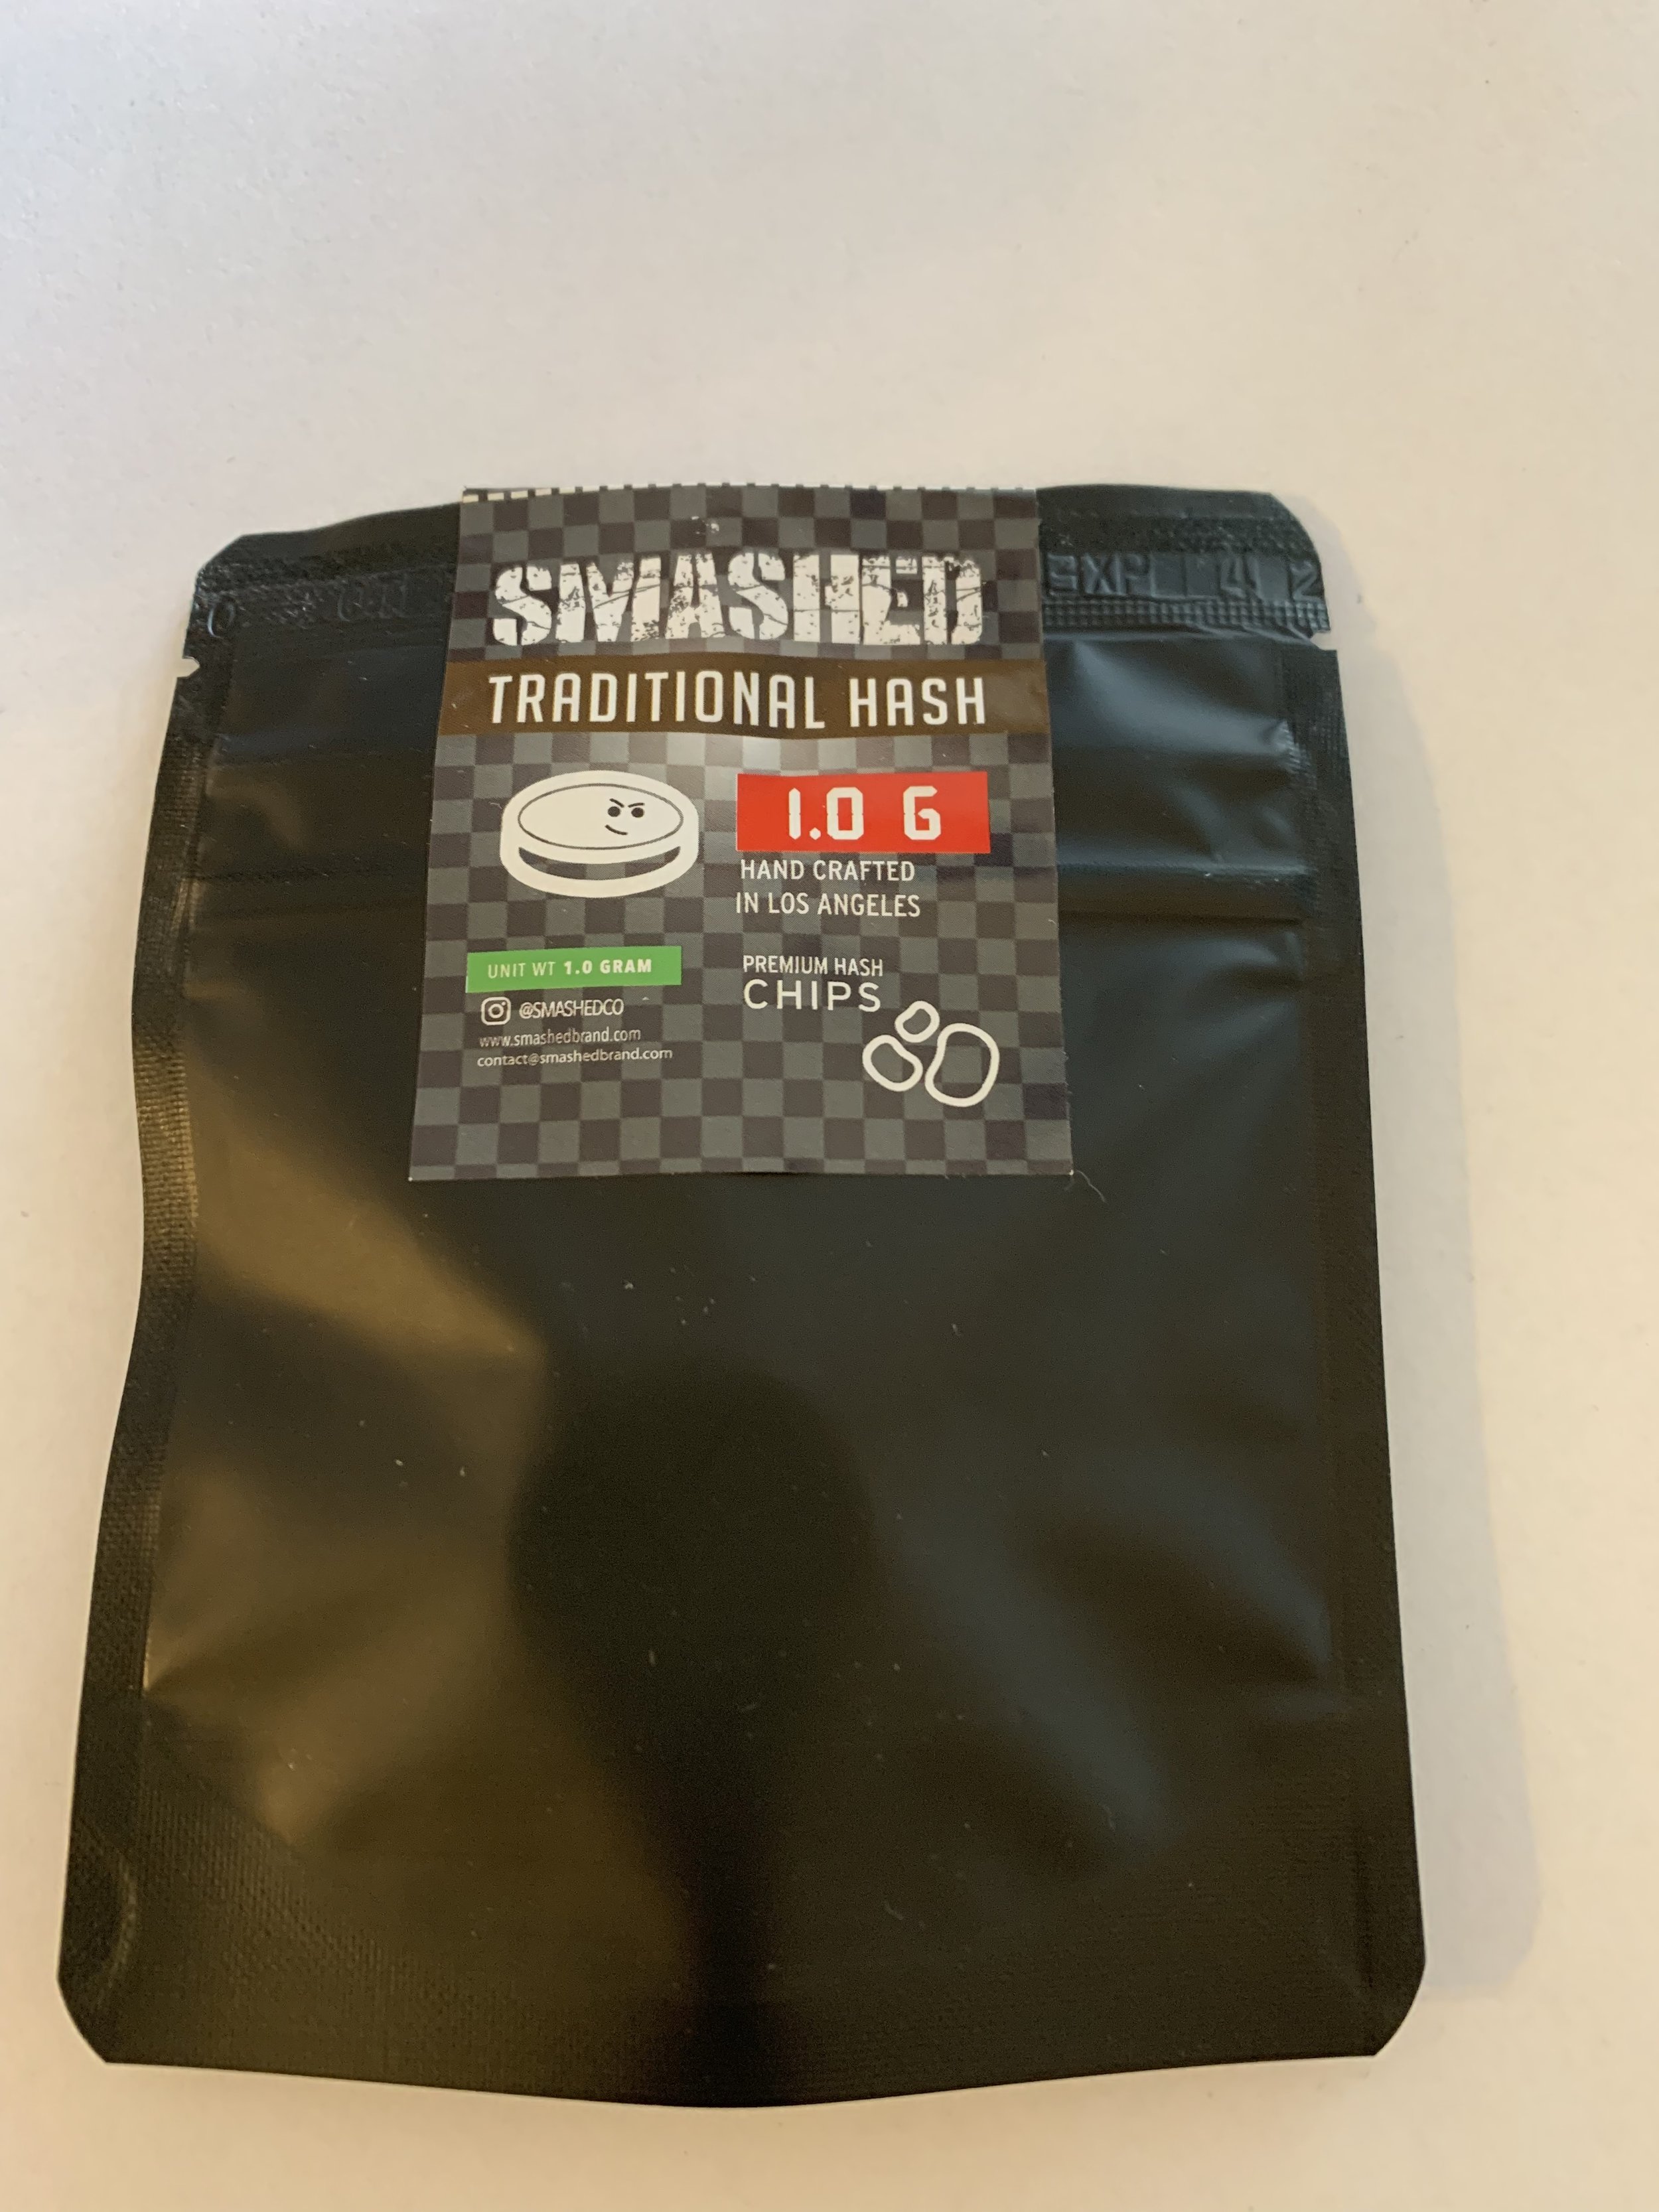 SMASHED
TRADITIONAL HASH
1.0 G
HAND CRAFTED
IN LOS ANGELES
UNIT WT 1.0 GRAM
@SMASHEDCO
www.smashedbrand.com
contact@smashedbrand.com
PREMIUM HASH
CHIPS
EXP